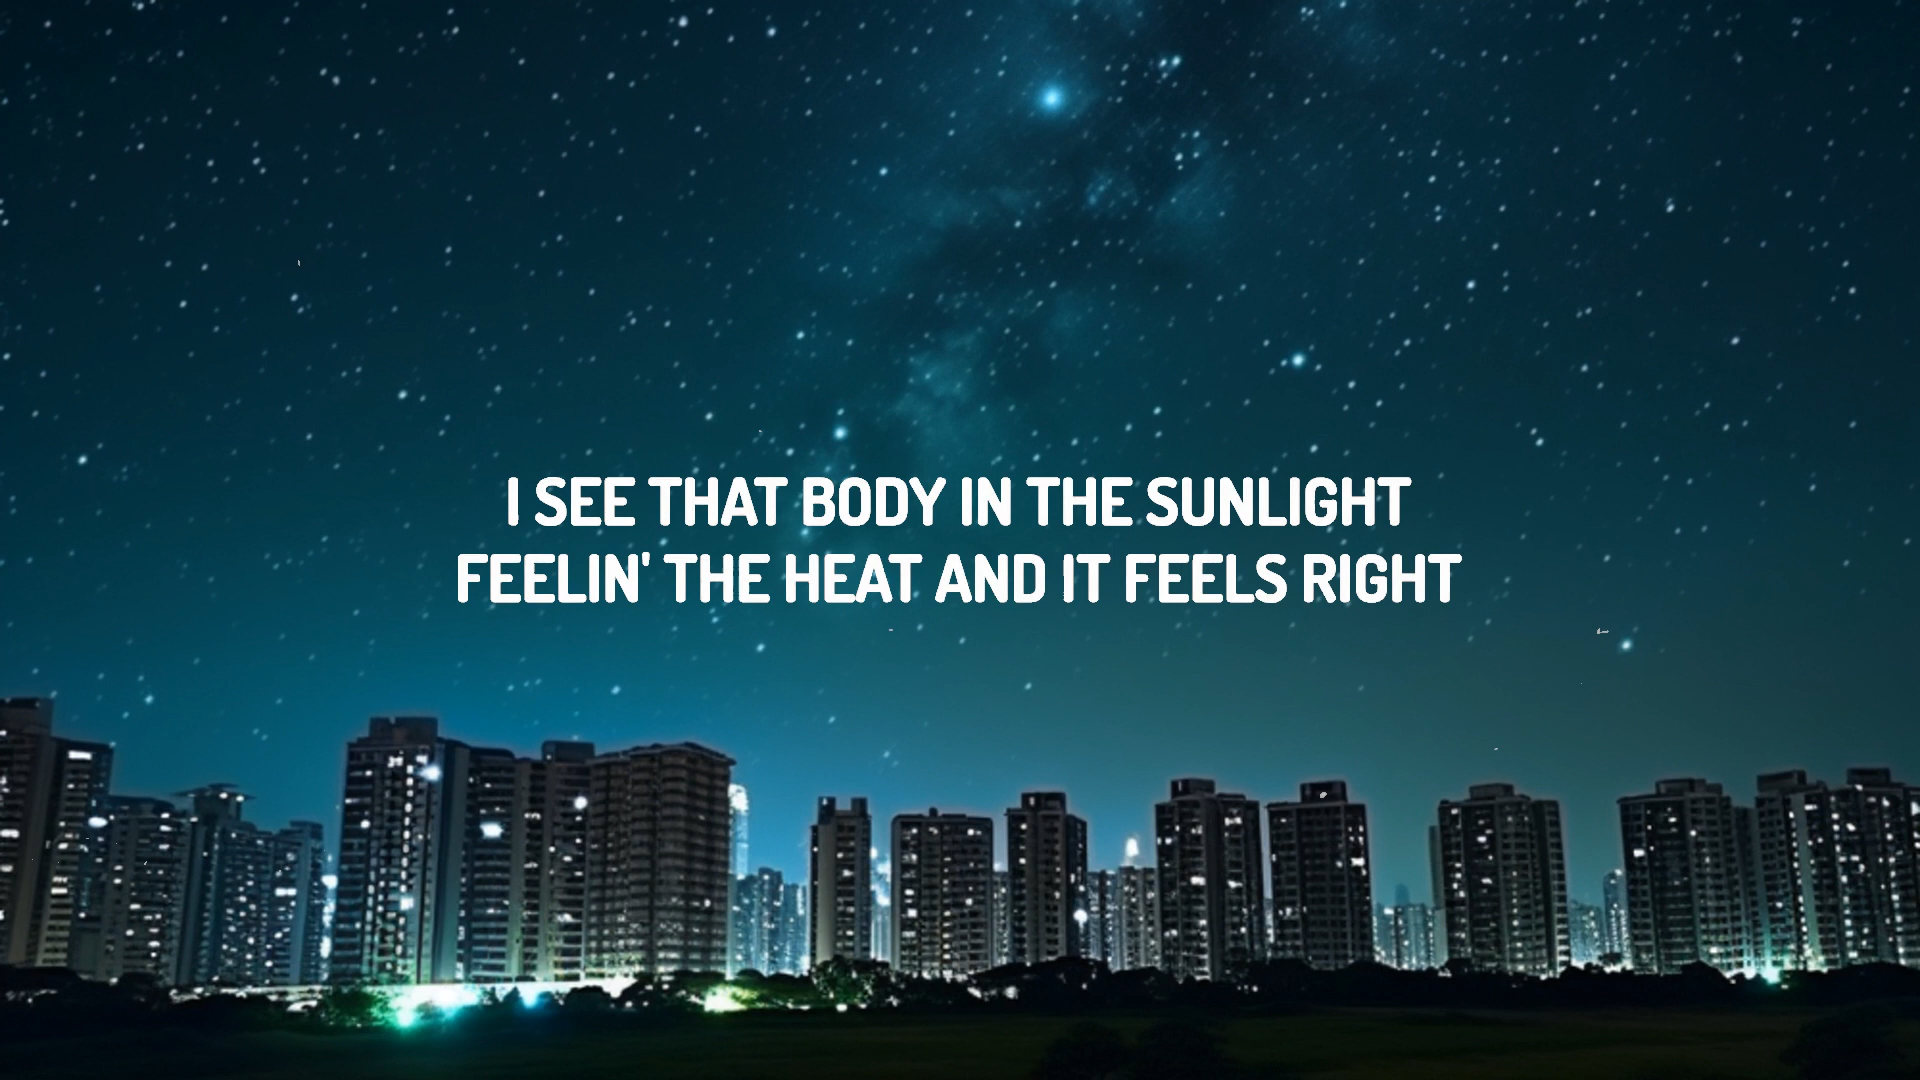 I SEE THAT BODY IN THE SUNLIGHT
FEELIN' THE HEAT AND IT FEELS RIGHT